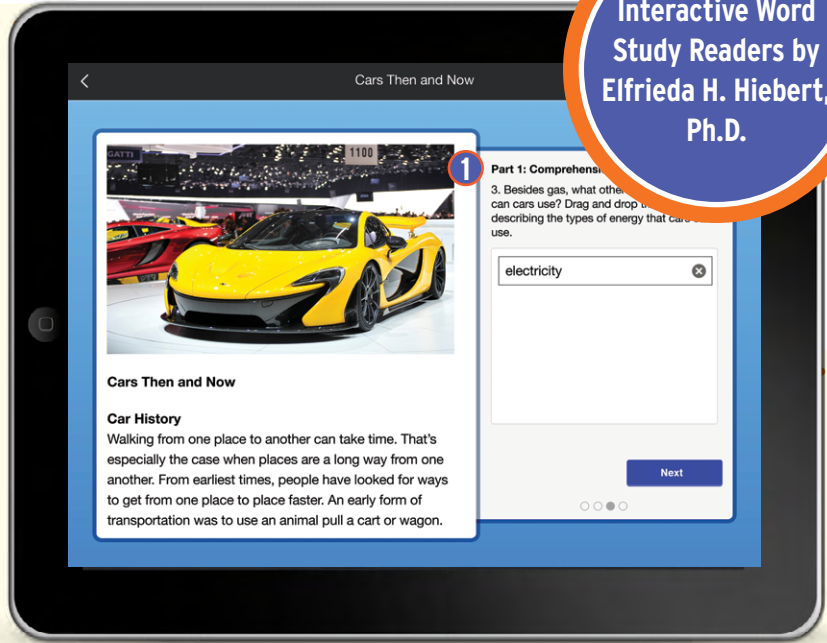 Interactive Word
Study Readers by
Elfrieda H. Hiebert,
Ph.D.
Cars Then and Now
GATTI
1100
1
Cars Then and Now
Car History
Walking from one place to another can take time. That's
especially the case when places are a long way from one
another. From earliest times, people have looked for ways
to get from one place to place faster. An early form of
transportation was to use an animal pull a cart or wagon.
Part 1:
3. Besides gas, what
can cars use? Drag and drop
describing the types of energy that
use.
electricity
Next